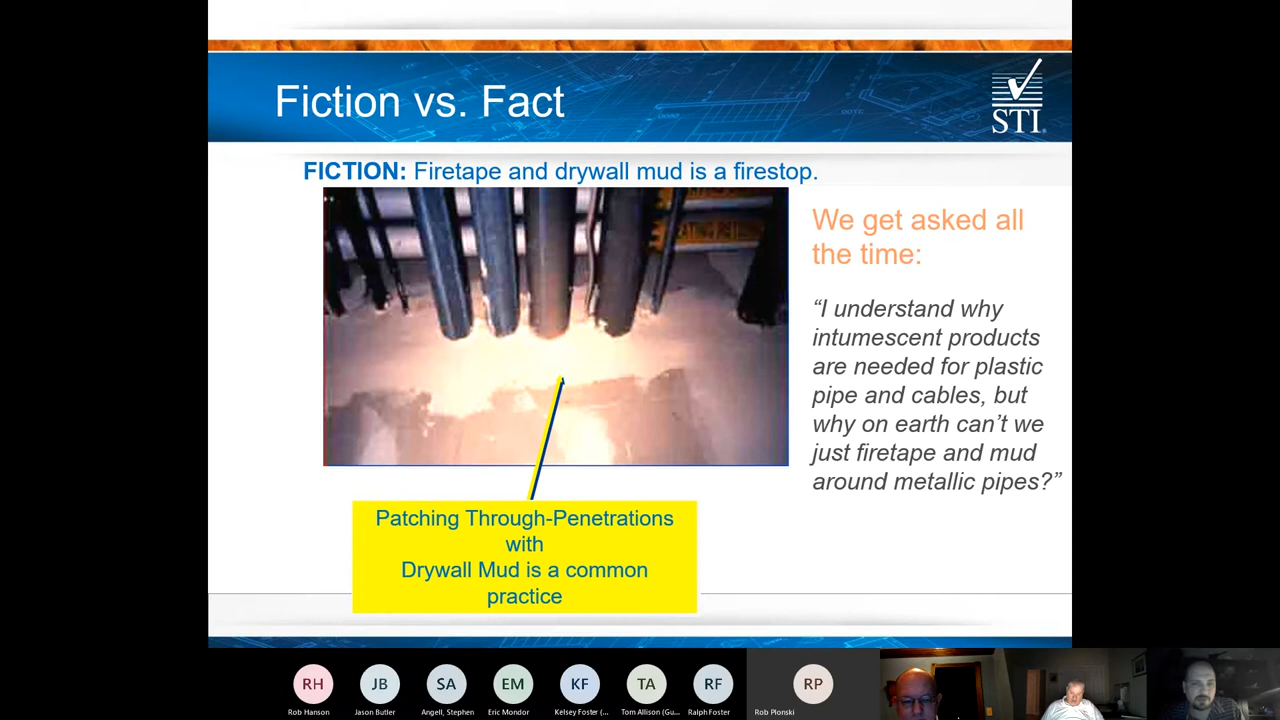 Fiction vs. Fact
STI
FICTION: Firetape and drywall mud is a firestop.
We get asked all
the time:
“I understand why
intumescent products
are needed for plastic
pipe and cables, but
why on earth can’t we
just firetape and mud
around metallic pipes?”
Patching Through-Penetrations
with
Drywall Mud is a common
practice
RH
JB
SA
EM
KF
TA
RF
RP
Rob Hanson
Jason Butler
Angell, Stephen
Eric Mondor
Kelsey Foster (...
Tom Allison (Gu...
Ralph Foster
Rob Plonski